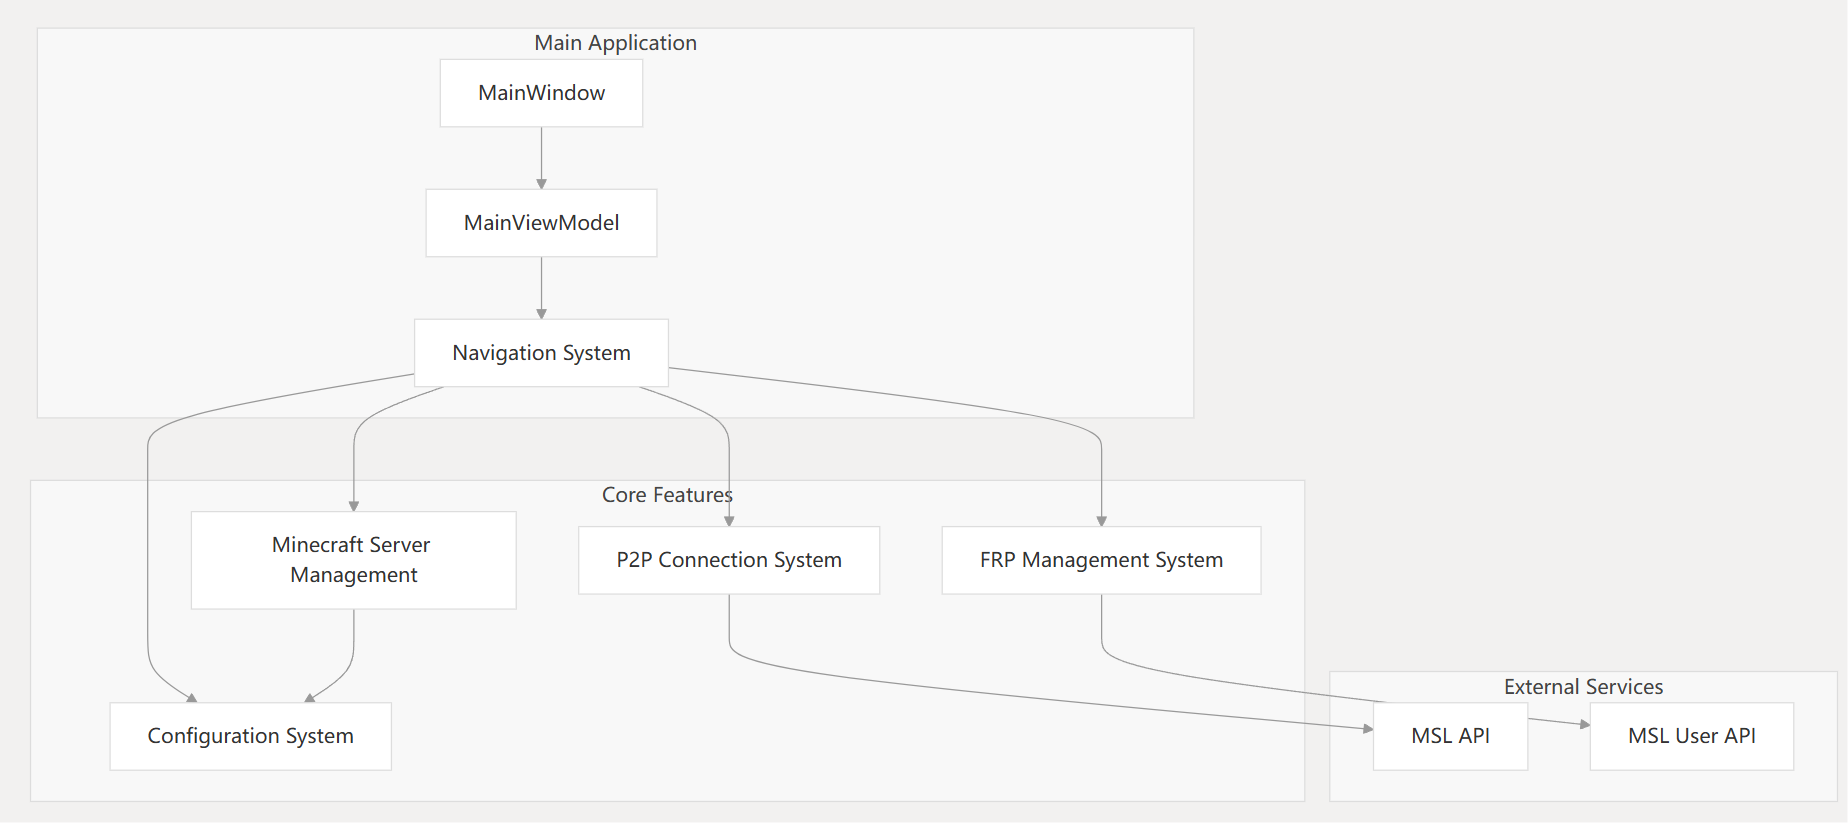 Main Application
MainWindow
MainViewModel
Navigation System
Core Features
Minecraft Server
Management
P2P Connection System
FRP Management System
Configuration System
External Services
MSL API
MSL User API